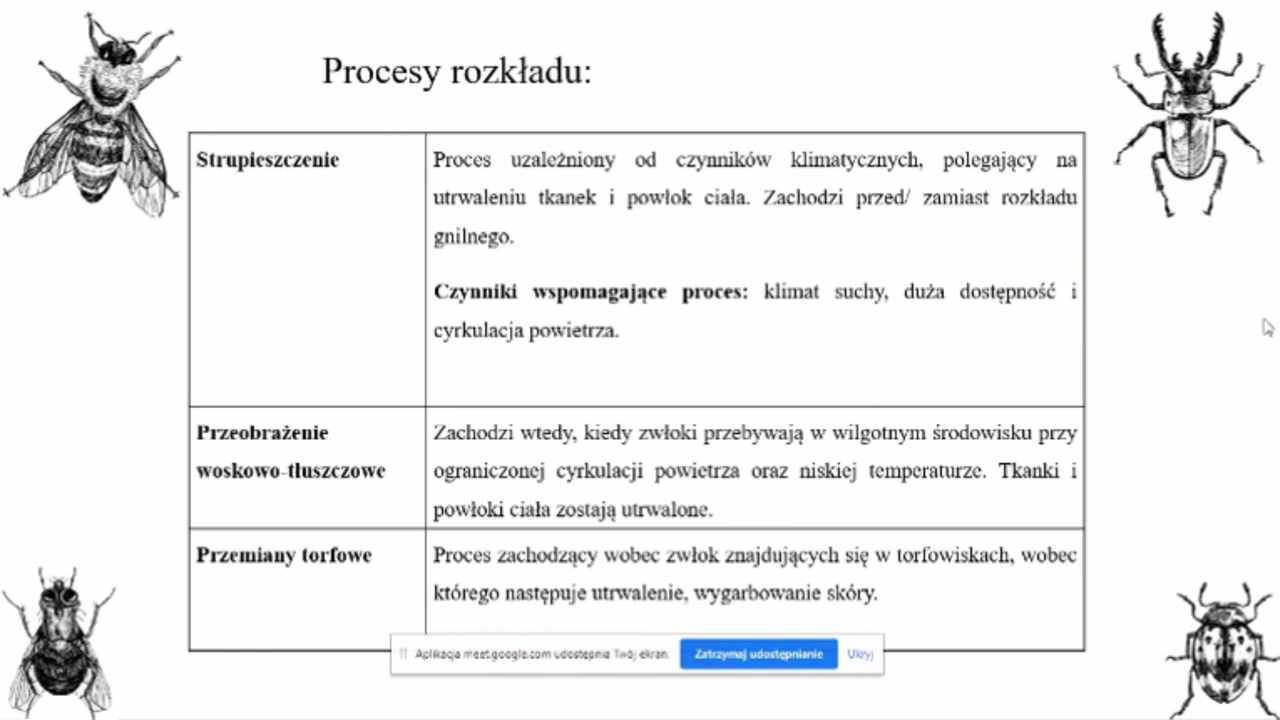 Procesy rozkładu:
Strupieszczenie
Proces uzależniony od czynników klimatycznych, polegający na
utrwaleniu tkanek i powłok ciała. Zachodzi przed/ zamiast rozkładu
gnilnego.
Czynniki wspomagające proces: klimat suchy, duża dostępność i
cyrkulacja powietrza.
Przeobrażenie
woskowo-tłuszczowe
Zachodzi wtedy, kiedy zwłoki przebywają w wilgotnym środowisku przy
ograniczonej cyrkulacji powietrza oraz niskiej temperaturze. Tkanki i
powłoki ciała zostają utrwalone.
Przemiany torfowe
Proces zachodzący wobec zwłok znajdujących się w torfowiskach, wobec
którego następuje utrwalenie, wygarbowanie skóry.
Aplikacja meet.google.com udostępnia Twój ekran.
Zatrzymaj udostępnianie
Ukryj